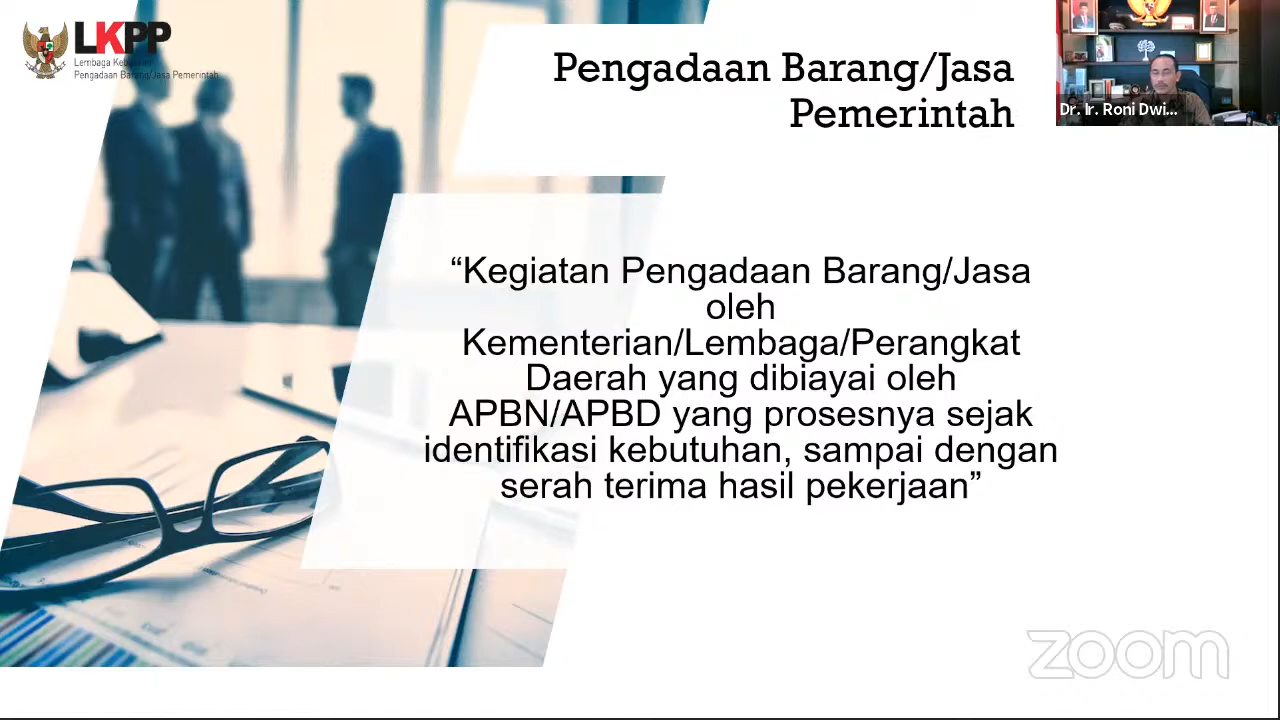 LKPP
Lembaga Kebijakan
Pengadaan Barang/Jasa Pemerintah
Pengadaan Barang/Jasa
Pemerintah
Dr. Ir. Roni Dwi...
“Kegiatan Pengadaan Barang/Jasa
oleh
Kementerian/Lembaga/Perangkat
Daerah yang dibiayai oleh
APBN/APBD yang prosesnya sejak
identifikasi kebutuhan, sampai dengan
serah terima hasil pekerjaan”
zoom